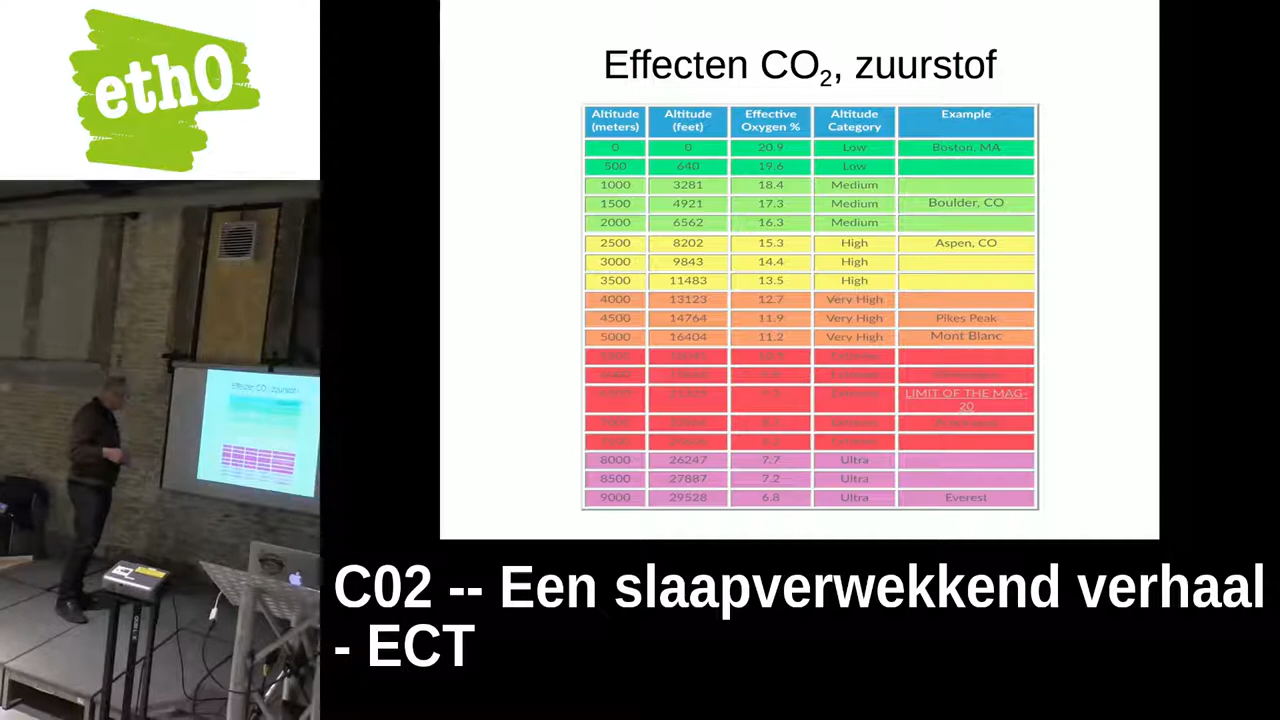 eth0
Effecten CO₂, zuurstof
Altitude (meters) Altitude (feet) Effective Oxygen % Altitude Category Example
0 0 20.9 Low Boston, MA
500 640 19.6 Low
1000 3281 18.4 Medium
1500 4921 17.3 Medium Boulder, CO
2000 6562 16.3 Medium
2500 8202 15.3 High Aspen, CO
3000 9843 14.4 High
3500 11483 13.5 High
4000 13123 12.7 Very High
4500 14764 11.9 Very High Pikes Peak
5000 16404 11.2 Very High Mont Blanc
Extreme
Extreme
Extreme LIMIT OF THE MAG-20
Extreme
Extreme
8000 26247 7.7 Ultra
8500 27887 7.2 Ultra
9000 29528 6.8 Ultra Everest
C02 -- Een slaapverwekkend verhaal
- ECT